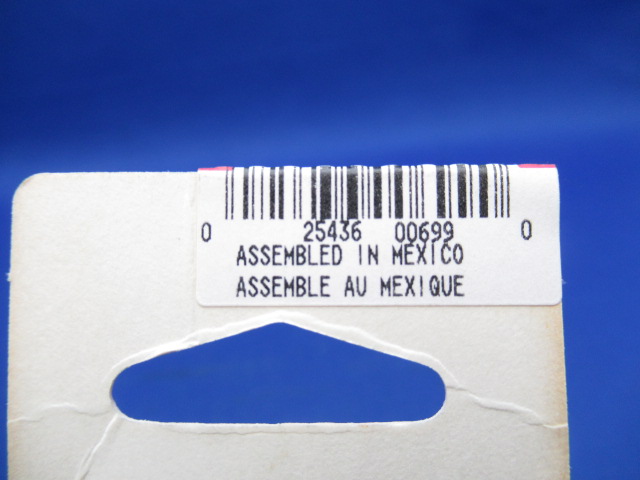 0 25436 00699 0
ASSEMBLED IN MEXICO
ASSEMBLE AU MEXIQUE